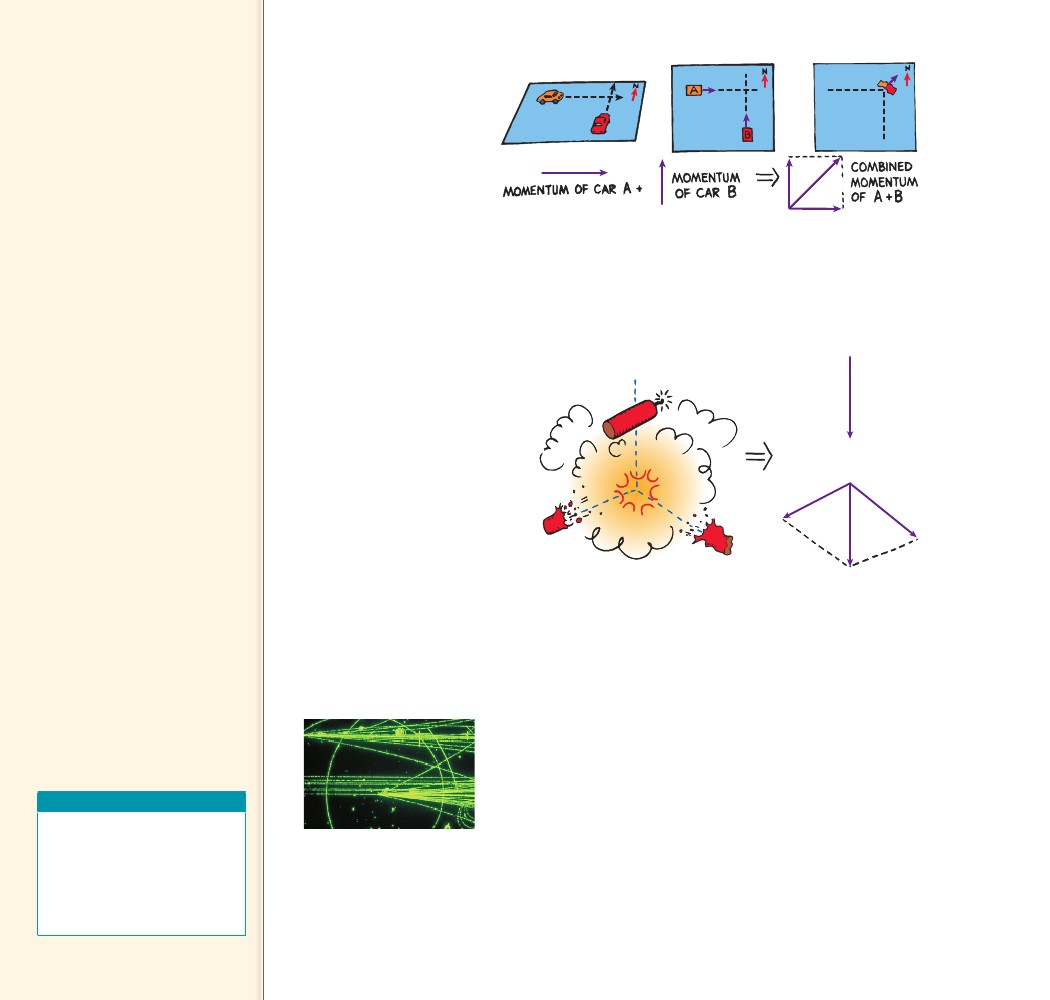 N
N
N
A
B
MOMENTUM OF CAR A +
MOMENTUM
OF CAR B
⇒
COMBINED
MOMENTUM
OF A+B
⇒